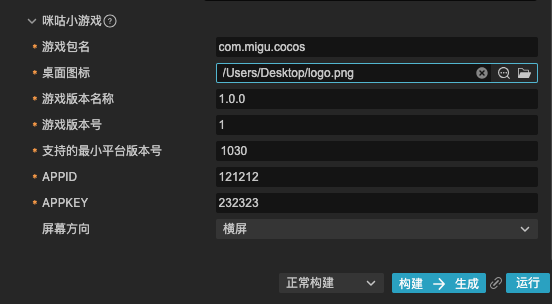 咪咕小游戏 ?
* 游戏包名 com.migu.cocos
* 桌面图标 /Users/Desktop/logo.png
* 游戏版本名称 1.0.0
* 游戏版本号 1
* 支持的最小平台版本号 1030
* APPID 121212
* APPKEY 232323
屏幕方向 横屏
正常构建 构建 → 生成 运行